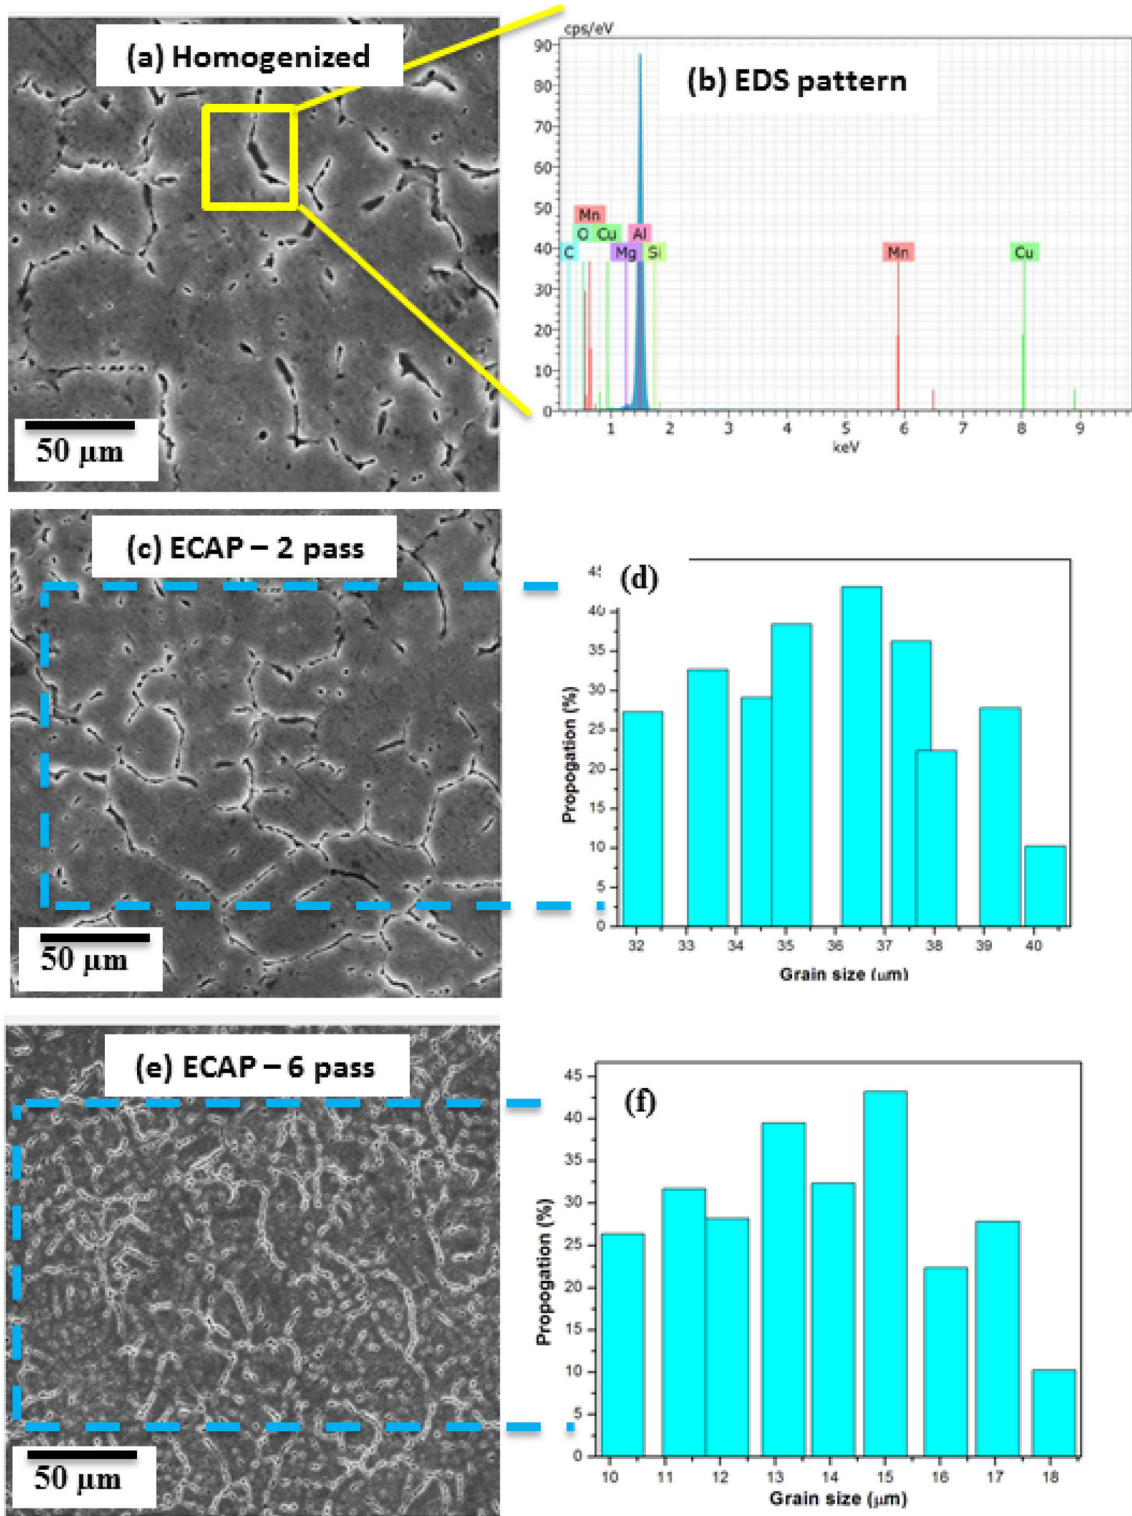 (a) Homogenized
50 µm
cps/eV
(b) EDS pattern
90
80
70
60
50
40
30
20
10
0
Mn
O Cu Al
C Mg Si Mn Cu
1 2 3 4 5 6 7 8 9
keV
(c) ECAP – 2 pass
50 µm
(d)
40
35
30
25
20
15
10
5
0
Propogation (%)
32 33 34 35 36 37 38 39 40
Grain size (µm)
(e) ECAP – 6 pass
50 µm
(f)
45
40
35
30
25
20
15
10
5
0
Propogation (%)
10 11 12 13 14 15 16 17 18
Grain size (µm)